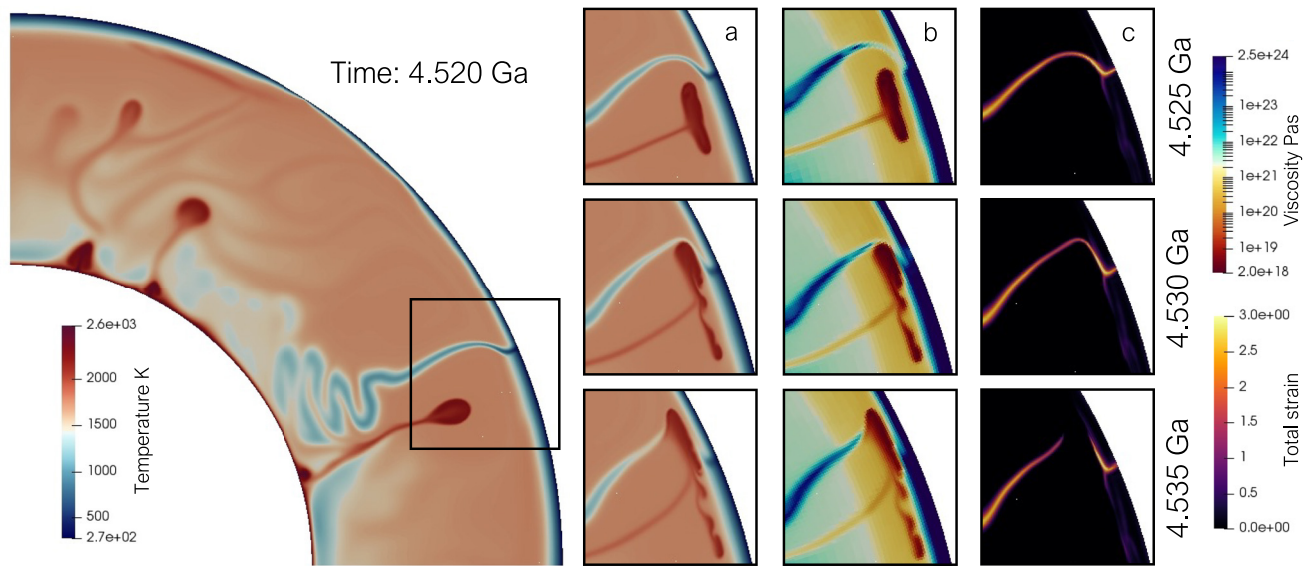 Time: 4.520 Ga
2.6e+03
2000
1500
1000
500
2.7e+02
Temperature K
a
b
c
4.525 Ga
4.530 Ga
4.535 Ga
2.5e+24
1e+23
1e+22
1e+21
1e+20
1e+19
2.0e+18
Viscosity Pas
3.0e+00
2.5
2
1.5
1
0.5
0.0e+00
Total strain